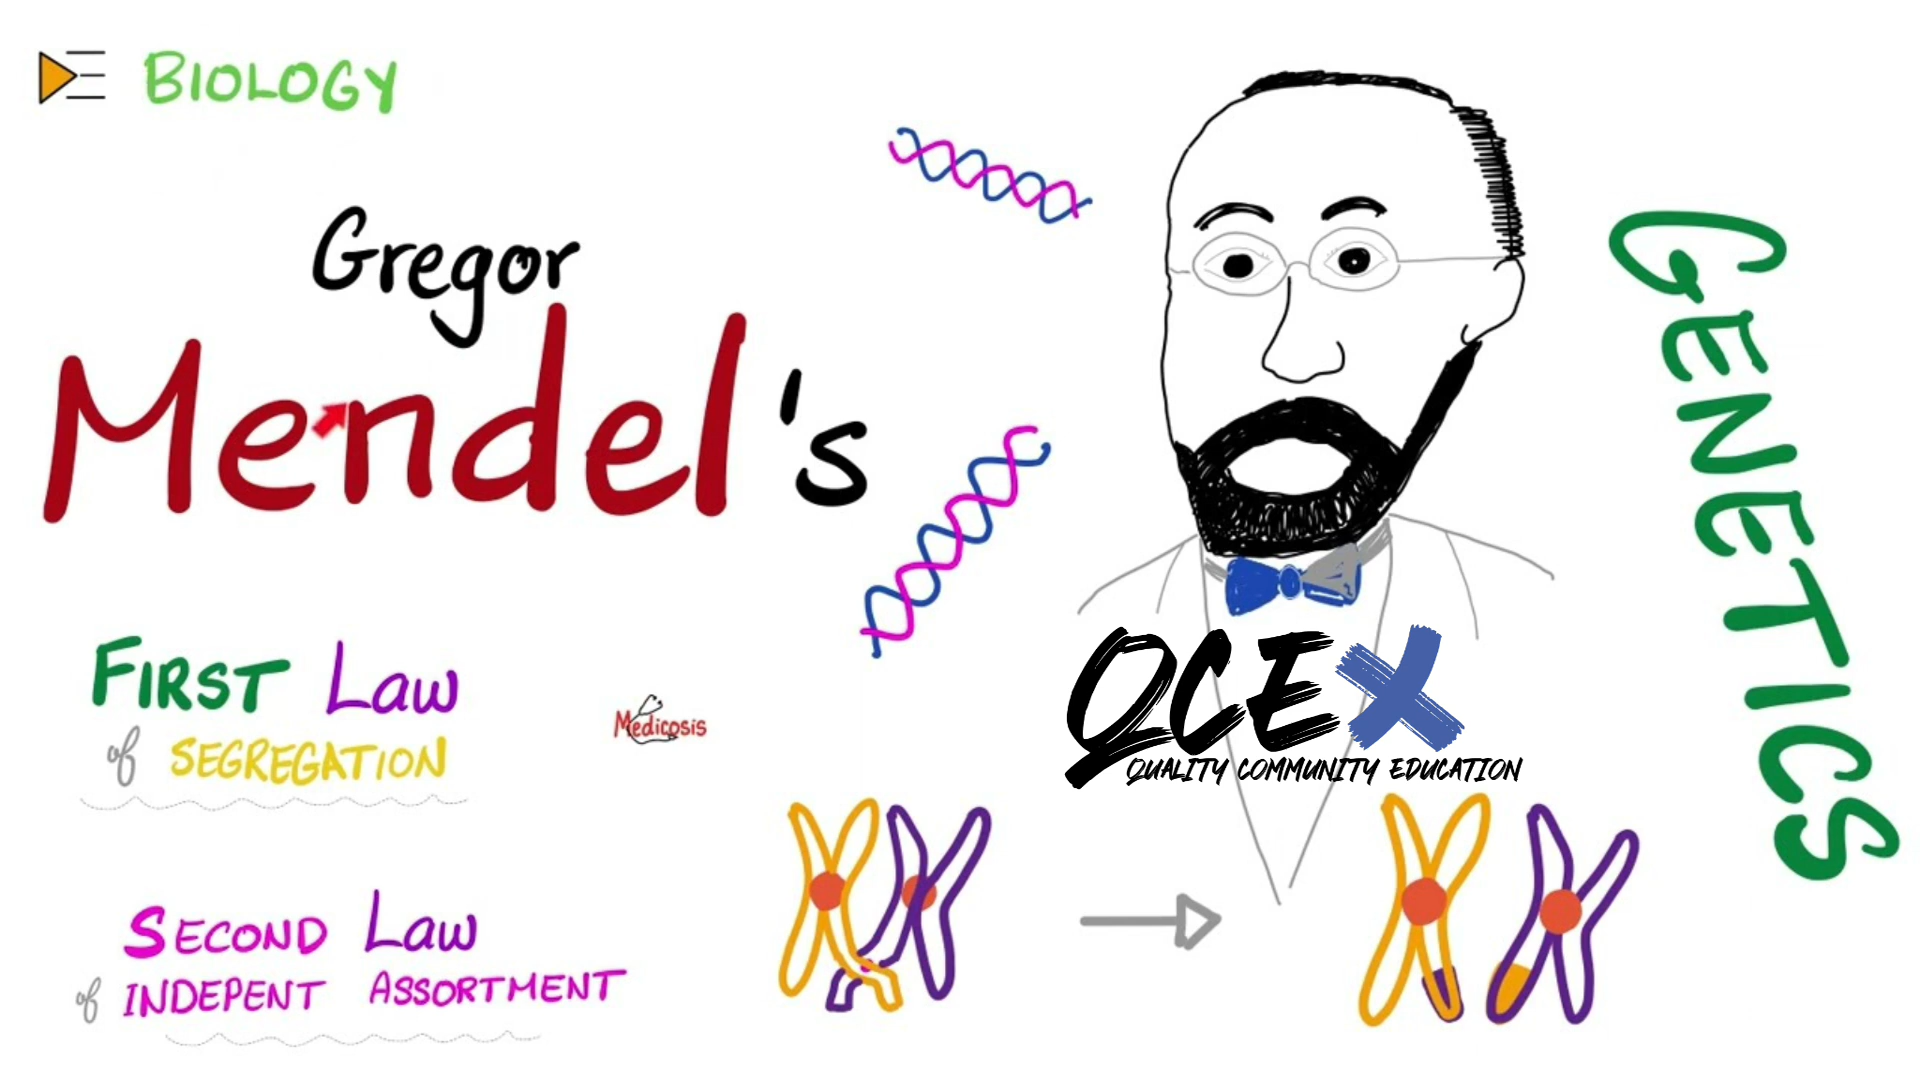 BIOLOGY
Gregor
Mendel's
FIRST LAW
of SEGREGATION
Medicosis
SECOND LAW
of INDEPENT ASSORTMENT
QCEX
QUALITY COMMUNITY EDUCATION
GENETICS